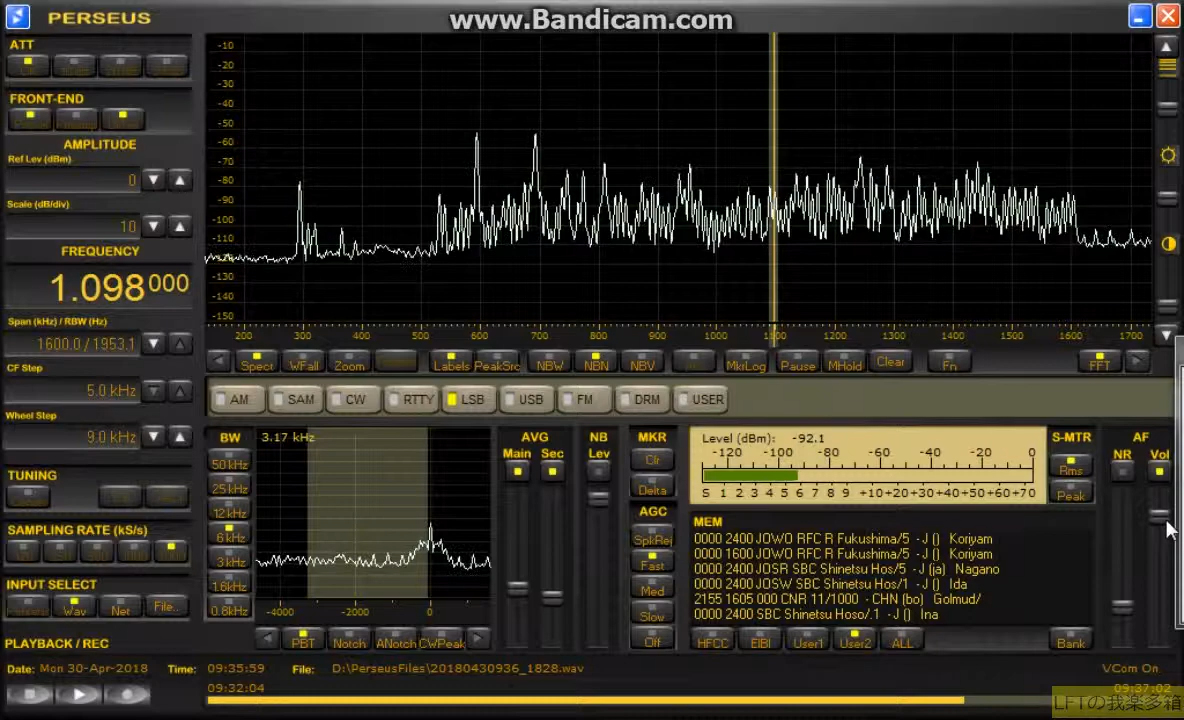 www.Bandicam.com
PERSEUS
ATT
FRONT-END
AMPLITUDE
Ref Lev (dBm)
0
Scale (dB/div)
10
FREQUENCY
1.098000
Span (kHz) / RBW (Hz)
1600.0 / 1953.1
CF Step
5.0 kHz
Wheel Step
9.0 kHz
TUNING
SAMPLING RATE (kS/s)
INPUT SELECT
Wav Net File..
PLAYBACK / REC
-10
-20
-30
-40
-50
-60
-70
-80
-90
-100
-110
-130
-140
-150
200 300 400 500 600 700 800 900 1000 1100 1200 1300 1400 1500 1600 1700
Spect WFall Zoom Labels PeakSrc NBW NBN NBV MkrLog Pause MHold Clear Fn FFT
AM SAM CW RTTY LSB USB FM DRM USER
BW
50 kHz
25 kHz
12 kHz
6 kHz
3 kHz
1.6kHz
0.8kHz
3.17 kHz
-4000 -2000 0
PBT Notch ANotch CWPeak
AVG
Main Sec
NB
Lev
MKR
Clr
Delta
AGC
SpkRej
Fast
Med
Slow
Off
Level (dBm): -92.1
-120 -100 -80 -60 -40 -20 0
S 1 2 3 4 5 6 7 8 9 +10+20+30+40+50+60+70
S-MTR
Rms
Peak
AF
NR Vol
MEM
0000 2400 JOWO RFC R Fukushima/5 - J () Koriyam
0000 1600 JOWO RFC R Fukushima/5 - J () Koriyam
0000 2400 JOSR SBC Shinetsu Hos/5 - J (ja) Nagano
0000 2400 JOSW SBC Shinetsu Hos/1 - J () Ida
2155 1605 000 CNR 11/1000 - CHN (bo) Golmud/
0000 2400 SBC Shinetsu Hoso/.1 - J () Ina
HFCC EIBI User1 User2 ALL Bank
Date: Mon 30-Apr-2018 Time: 09:35:59 File: D:\PerseusFiles\20180430936_1828.wav VCom On
09:32:04 09:37:02
LFTの我楽多箱